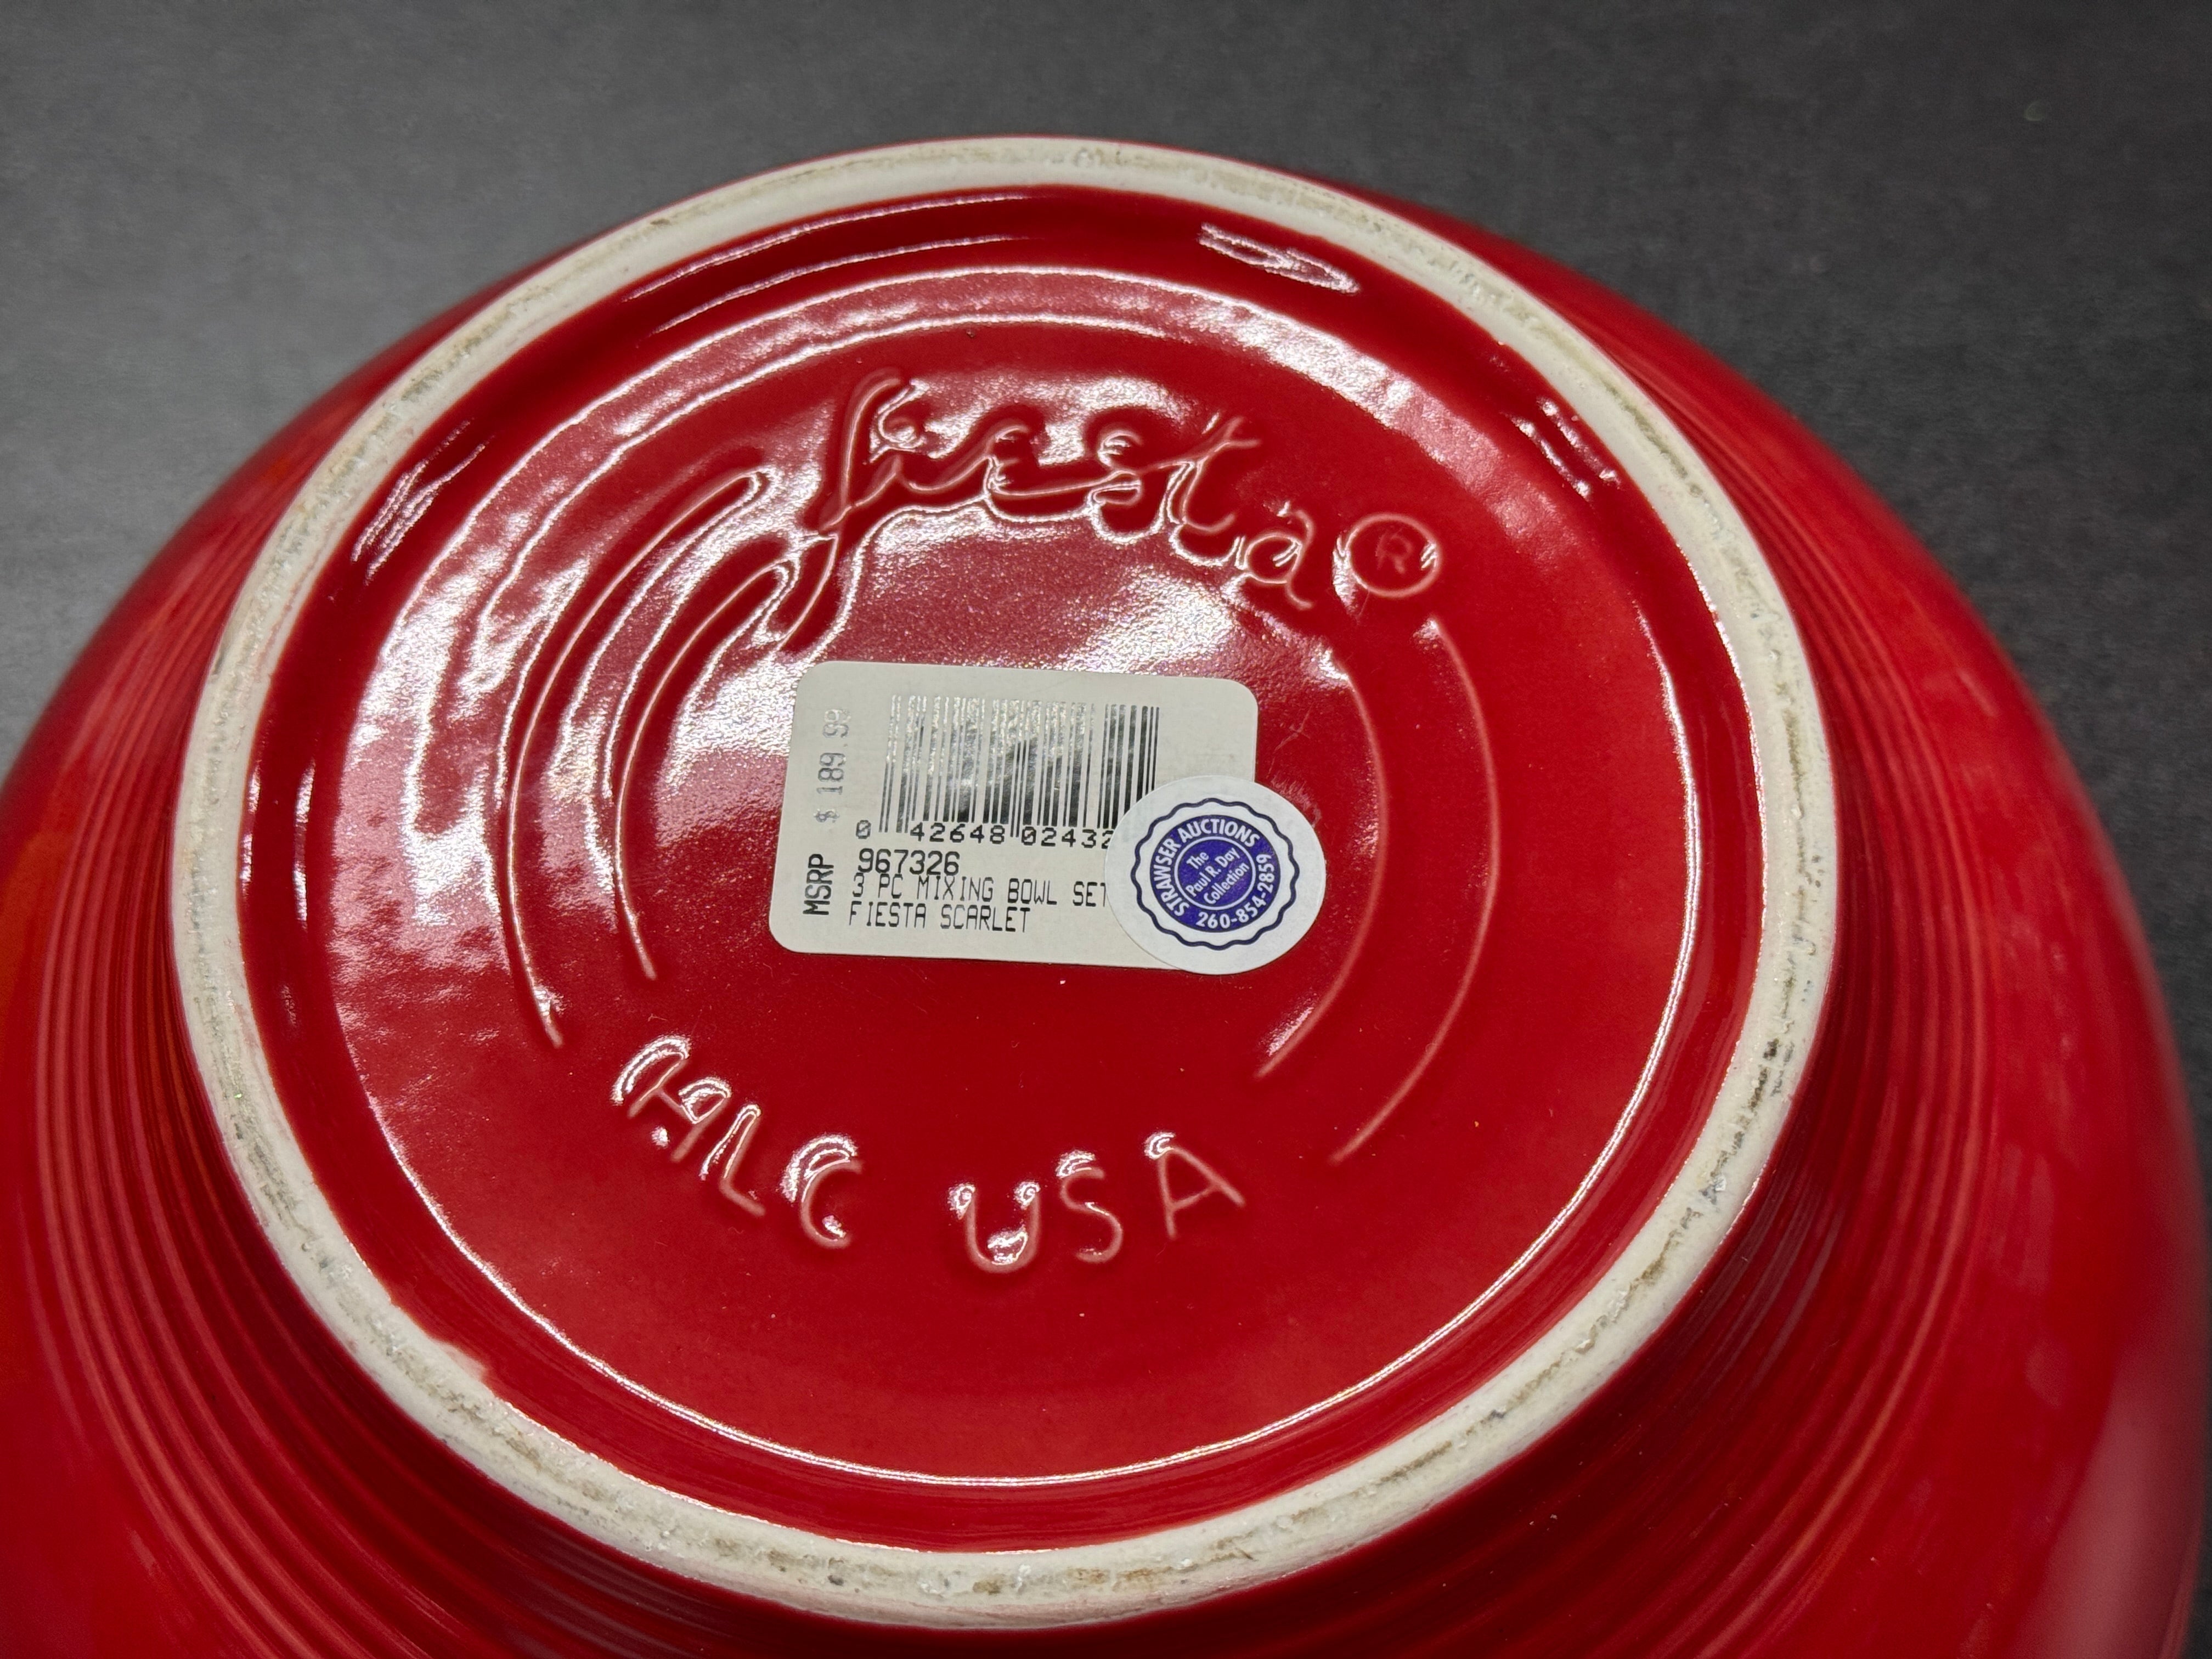 fiesta®
$ 189.99
MSRP
0 42648 02432
967326
3 PC MIXING BOWL SET
FIESTA SCARLET
STRAWSER AUCTIONS
The
Paul R. Day
Collection
260-854-2859
HLC USA